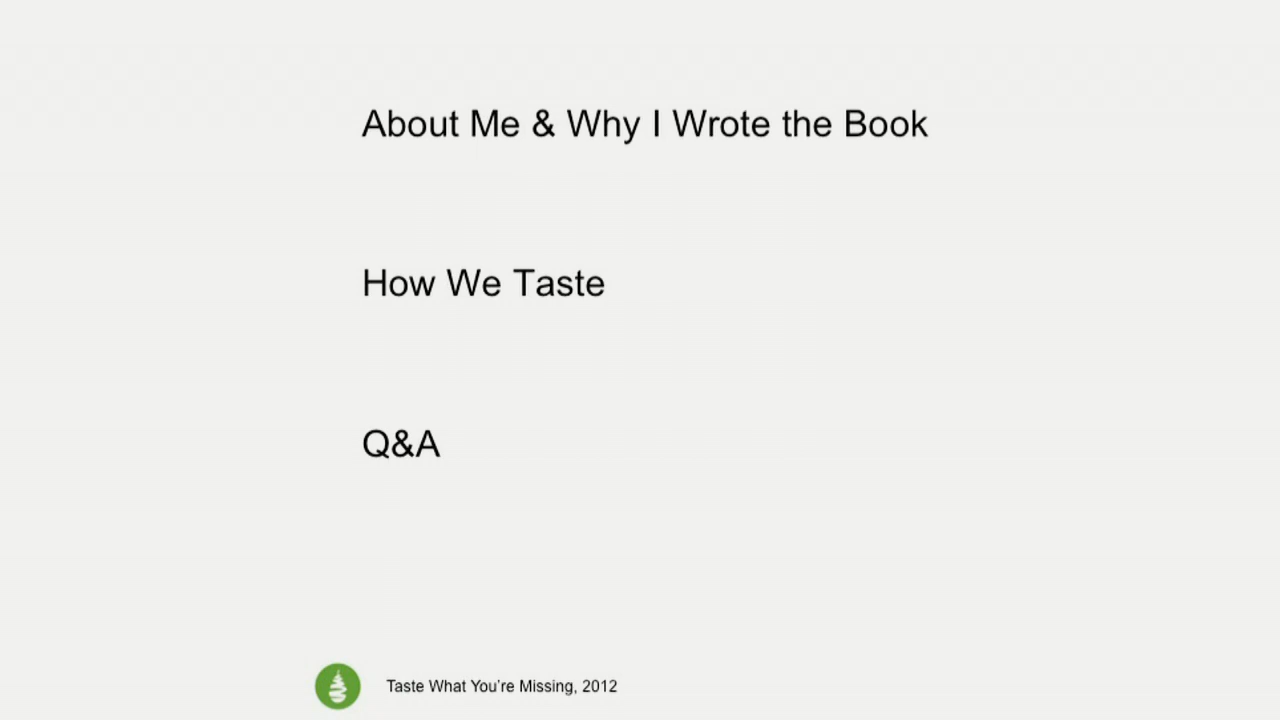 About Me & Why I Wrote the Book
How We Taste
Q&A
Taste What You’re Missing, 2012